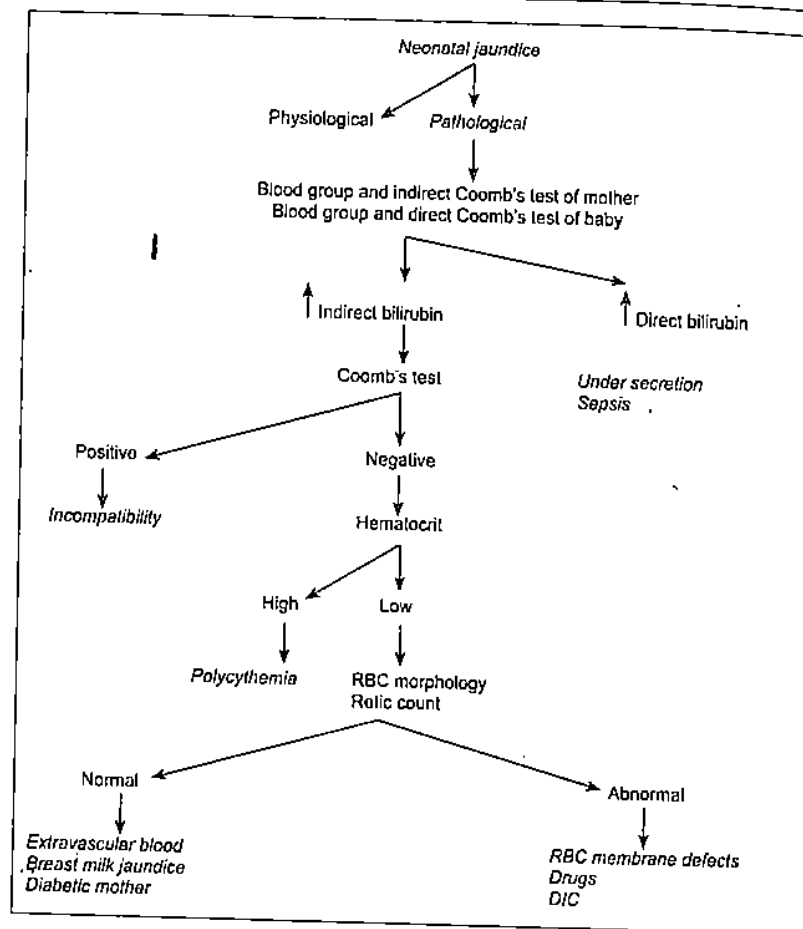 Neonatal jaundice
Physiological
Pathological
Blood group and indirect Coomb's test of mother
Blood group and direct Coomb's test of baby
Indirect bilirubin
Direct bilirubin
Coomb's test
Under secretion
Sepsis
Positive
Negative
Incompatibility
Hematocrit
High
Low
Polycythemia
RBC morphology
Retic count
Normal
Abnormal
Extravascular blood
Breast milk jaundice
Diabetic mother
RBC membrane defects
Drugs
DIC